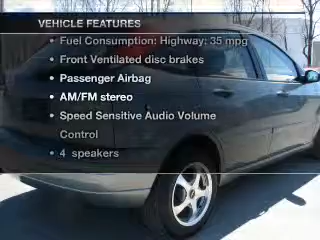 VEHICLE FEATURES
• Fuel Consumption: Highway: 35 mpg
• Front Ventilated disc brakes
• Passenger Airbag
• AM/FM stereo
• Speed Sensitive Audio Volume
Control
• 4 speakers